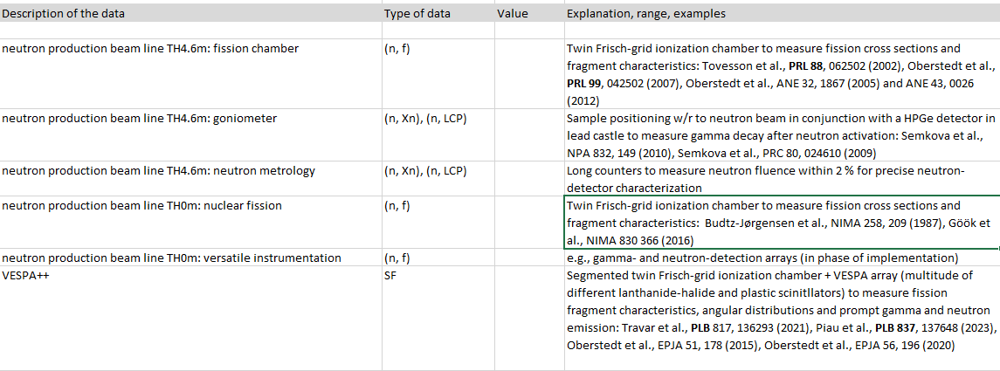 Description of the data Type of data Value Explanation, range, examples
neutron production beam line TH4.6m: fission chamber (n, f) Twin Frisch-grid ionization chamber to measure fission cross sections and
fragment characteristics: Tovesson et al., PRL 88, 062502 (2002), Oberstedt et al.,
PRL 99, 042502 (2007), Oberstedt et al., ANE 32, 1867 (2005) and ANE 43, 0026
(2012)
neutron production beam line TH4.6m: goniometer (n, Xn), (n, LCP) Sample positioning w/r to neutron beam in conjunction with a HPGe detector in
lead castle to measure gamma decay after neutron activation: Semkova et al.,
NPA 832, 149 (2010), Semkova et al., PRC 80, 024610 (2009)
neutron production beam line TH4.6m: neutron metrology (n, Xn), (n, LCP) Long counters to measure neutron fluence within 2 % for precise neutron-
detector characterization
neutron production beam line TH0m: nuclear fission (n, f) Twin Frisch-grid ionization chamber to measure fission cross sections and
fragment characteristics: Budtz-Jørgensen et al., NIMA 258, 209 (1987), Göök et
al., NIMA 830 366 (2016)
neutron production beam line TH0m: versatile instrumentation (n, f) e.g., gamma- and neutron-detection arrays (in phase of implementation)
VESPA++ SF Segmented twin Frisch-grid ionization chamber + VESPA array (multitude of
different lanthanide-halide and plastic scinitllators) to measure fission
fragment characteristics, angular distributions and prompt gamma and neutron
emission: Travar et al., PLB 817, 136293 (2021), Piau et al., PLB 837, 137648 (2023),
Oberstedt et al., EPJA 51, 178 (2015), Oberstedt et al., EPJA 56, 196 (2020)